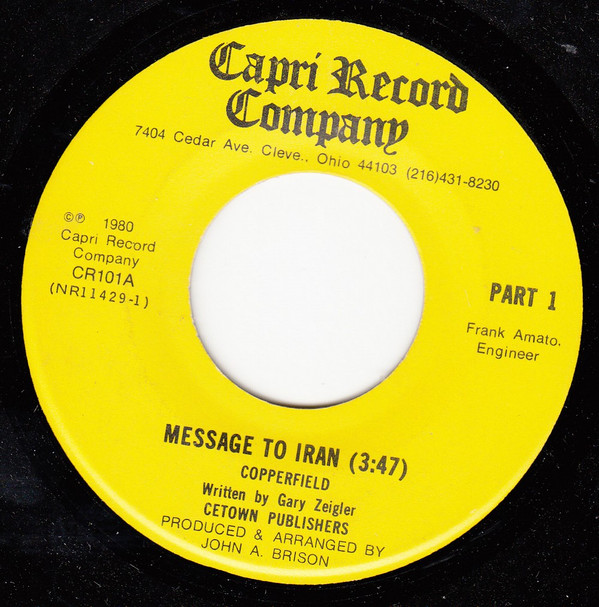 Capri Record
Company
7404 Cedar Ave. Cleve., Ohio 44103 (216)431-8230
©℗ 1980
Capri Record
Company
CR101A
(NR11429-1)
PART 1
Frank Amato,
Engineer
MESSAGE TO IRAN (3:47)
COPPERFIELD
Written by Gary Zeigler
CETOWN PUBLISHERS
PRODUCED & ARRANGED BY
JOHN A. BRISON